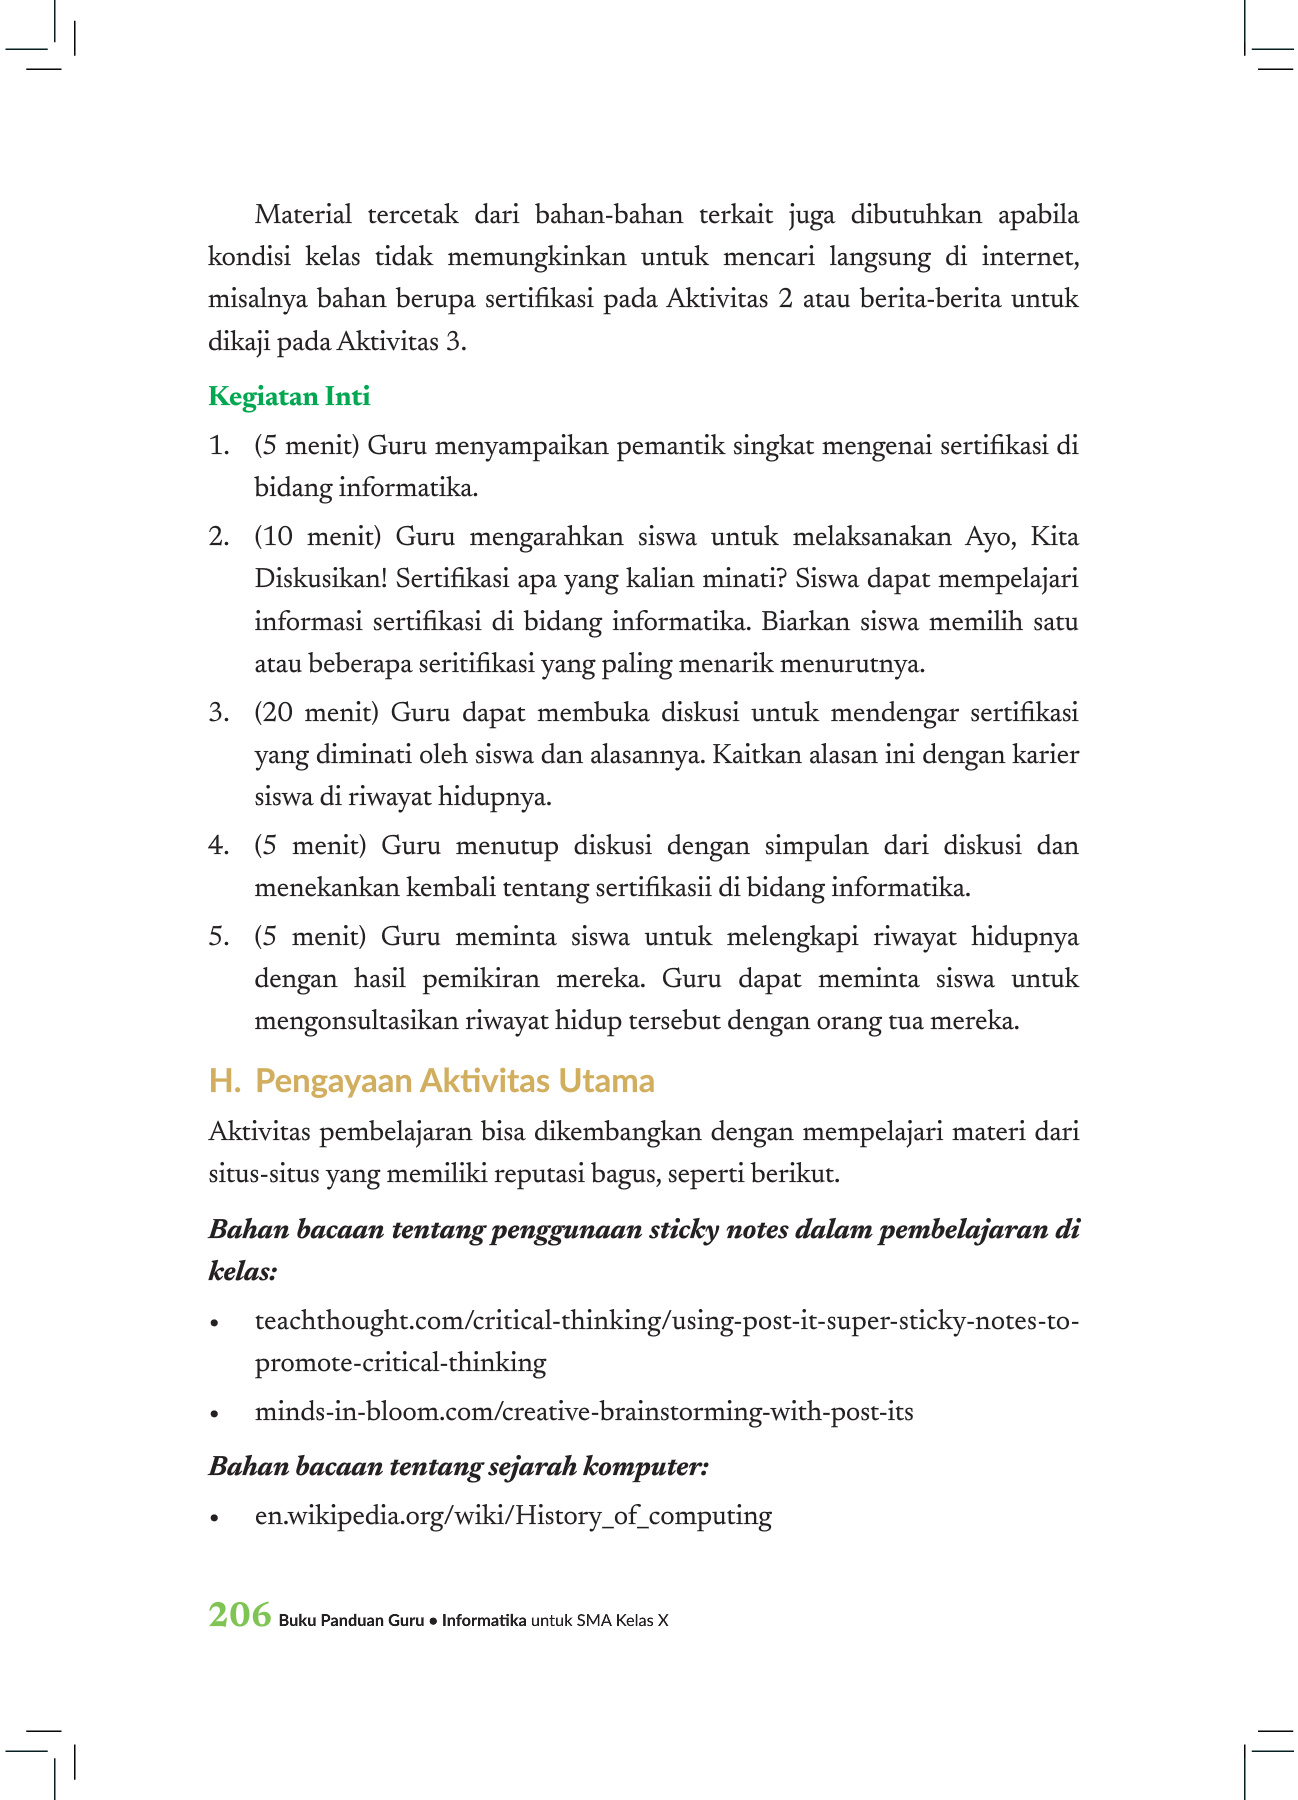 Material tercetak dari bahan-bahan terkait juga dibutuhkan apabila
kondisi kelas tidak memungkinkan untuk mencari langsung di internet,
misalnya bahan berupa sertifikasi pada Aktivitas 2 atau berita-berita untuk
dikaji pada Aktivitas 3.
Kegiatan Inti
1. (5 menit) Guru menyampaikan pemantik singkat mengenai sertifikasi di
bidang informatika.
2. (10 menit) Guru mengarahkan siswa untuk melaksanakan Ayo, Kita
Diskusikan! Sertifikasi apa yang kalian minati? Siswa dapat mempelajari
informasi sertifikasi di bidang informatika. Biarkan siswa memilih satu
atau beberapa seritifikasi yang paling menarik menurutnya.
3. (20 menit) Guru dapat membuka diskusi untuk mendengar sertifikasi
yang diminati oleh siswa dan alasannya. Kaitkan alasan ini dengan karier
siswa di riwayat hidupnya.
4. (5 menit) Guru menutup diskusi dengan simpulan dari diskusi dan
menekankan kembali tentang sertifikasii di bidang informatika.
5. (5 menit) Guru meminta siswa untuk melengkapi riwayat hidupnya
dengan hasil pemikiran mereka. Guru dapat meminta siswa untuk
mengonsultasikan riwayat hidup tersebut dengan orang tua mereka.
H. Pengayaan Aktivitas Utama
Aktivitas pembelajaran bisa dikembangkan dengan mempelajari materi dari
situs-situs yang memiliki reputasi bagus, seperti berikut.
Bahan bacaan tentang penggunaan sticky notes dalam pembelajaran di
kelas:
• teachthought.com/critical-thinking/using-post-it-super-sticky-notes-to-
promote-critical-thinking
• minds-in-bloom.com/creative-brainstorming-with-post-its
Bahan bacaan tentang sejarah komputer:
• en.wikipedia.org/wiki/History_of_computing
206 Buku Panduan Guru • Informatika untuk SMA Kelas X